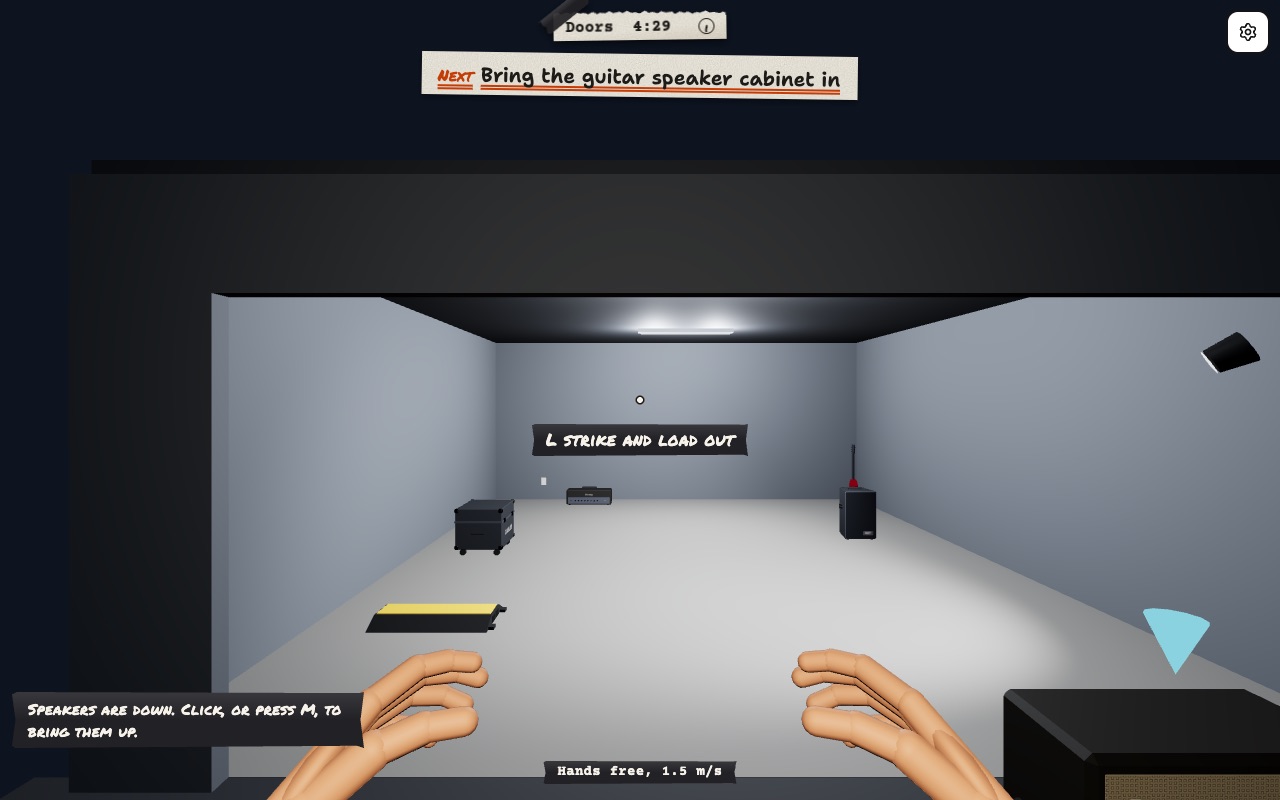 Doors 4:29
NEXT Bring the guitar speaker cabinet in
L STRIKE AND LOAD OUT
SPEAKERS ARE DOWN. CLICK, OR PRESS M, TO
BRING THEM UP.
Hands free, 1.5 m/s